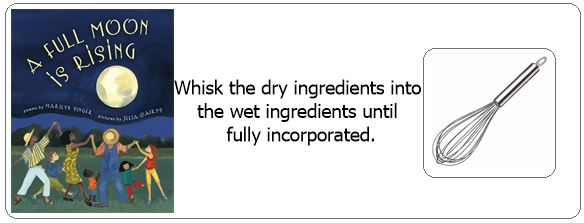 A FULL MOON
IS RISING
poems by MARILYN SINGER pictures by JULIA CAIRNS
Whisk the dry ingredients into
the wet ingredients until
fully incorporated.